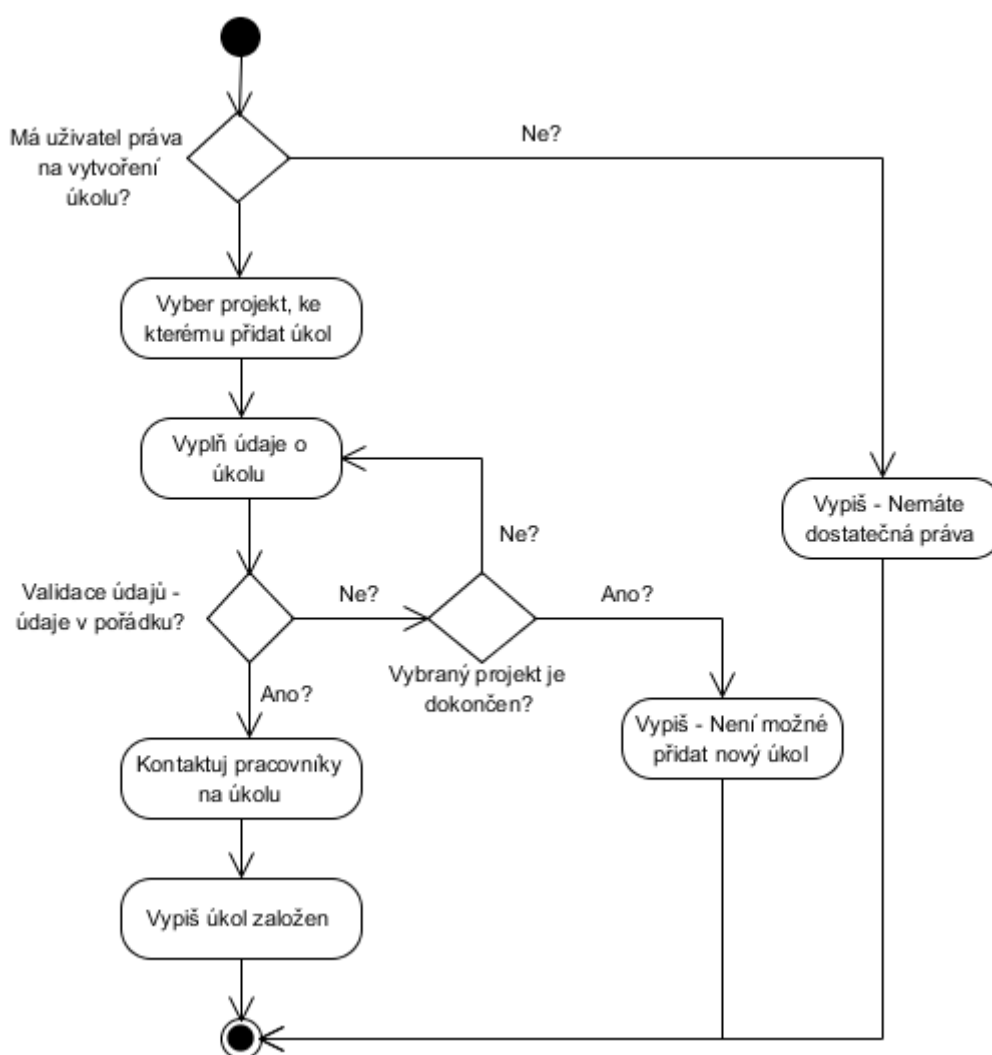 Ne?
Má uživatel práva
na vytvoření
úkolu?
Vyber projekt, ke
kterému přidat úkol
Vyplň údaje o
úkolu
Vypiš - Nemáte
dostatečná práva
Ne?
Validace údajů -
údaje v pořádku?
Ne?
Ano?
Vybraný projekt je
dokončen?
Ano?
Vypiš - Není možné
přidat nový úkol
Kontaktuj pracovníky
na úkolu
Vypiš úkol založen